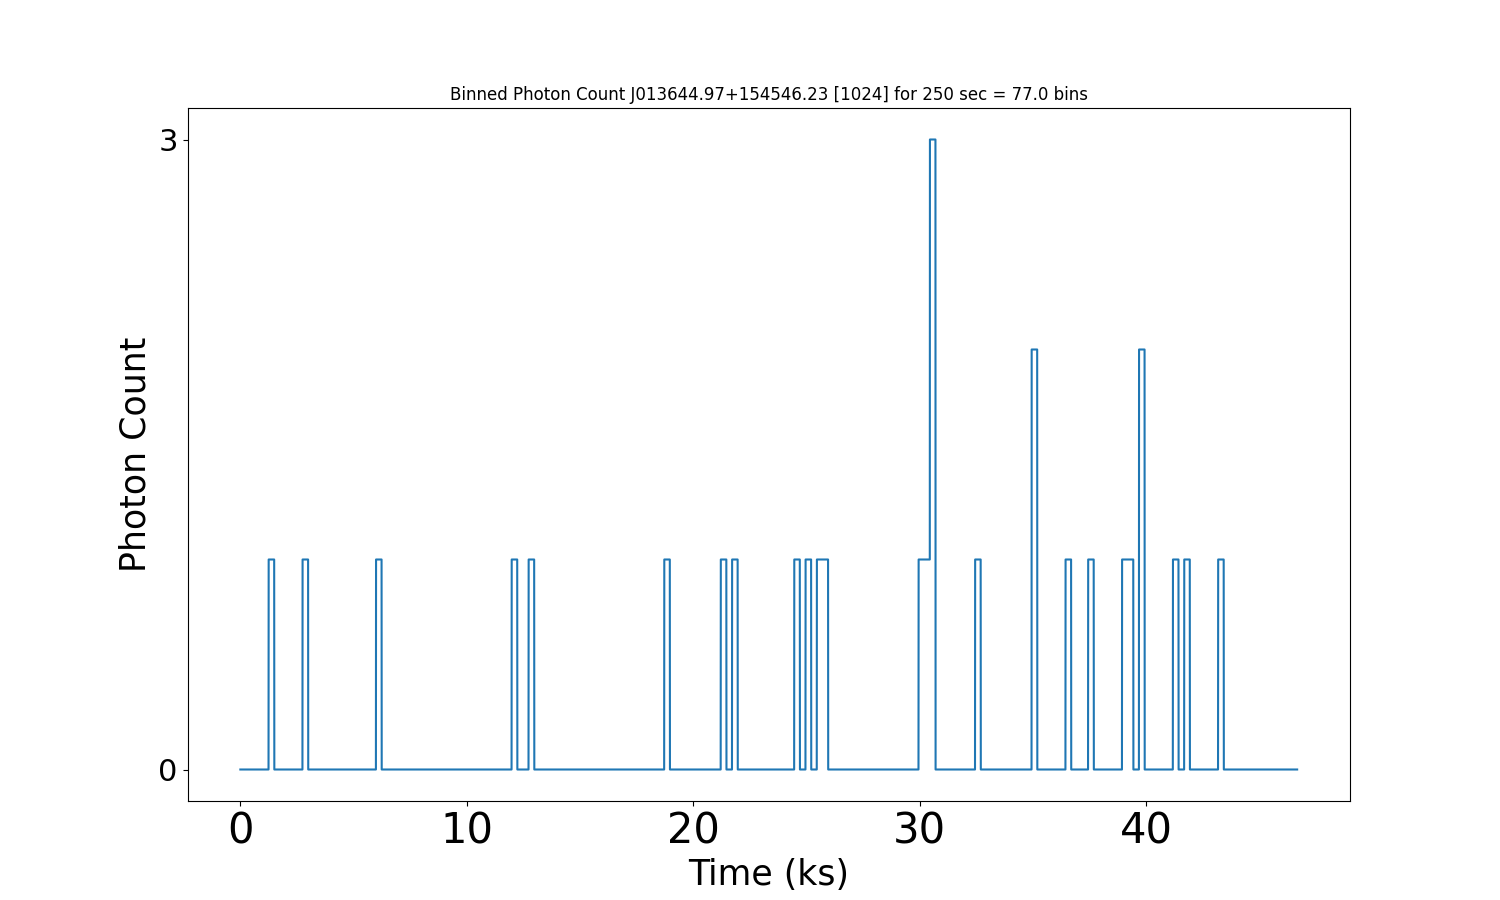 Binned Photon Count J013644.97+154546.23 [1024] for 250 sec = 77.0 bins
3
Photon Count
0
0 10 20 30 40
Time (ks)